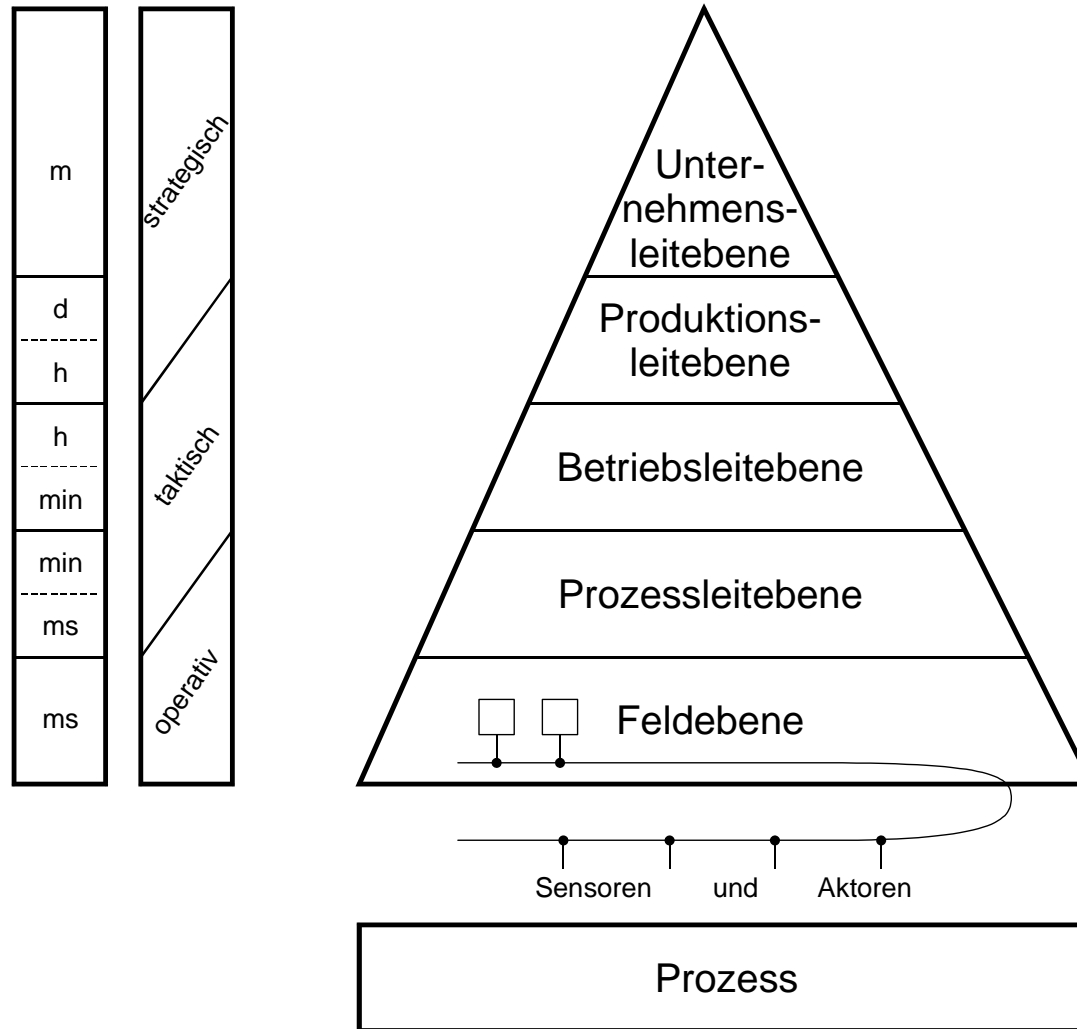 m
d
h
h
min
min
ms
ms
strategisch
taktisch
operativ
Unter-
nehmens-
leitebene
Produktions-
leitebene
Betriebsleitebene
Prozessleitebene
Feldebene
Sensoren und Aktoren
Prozess